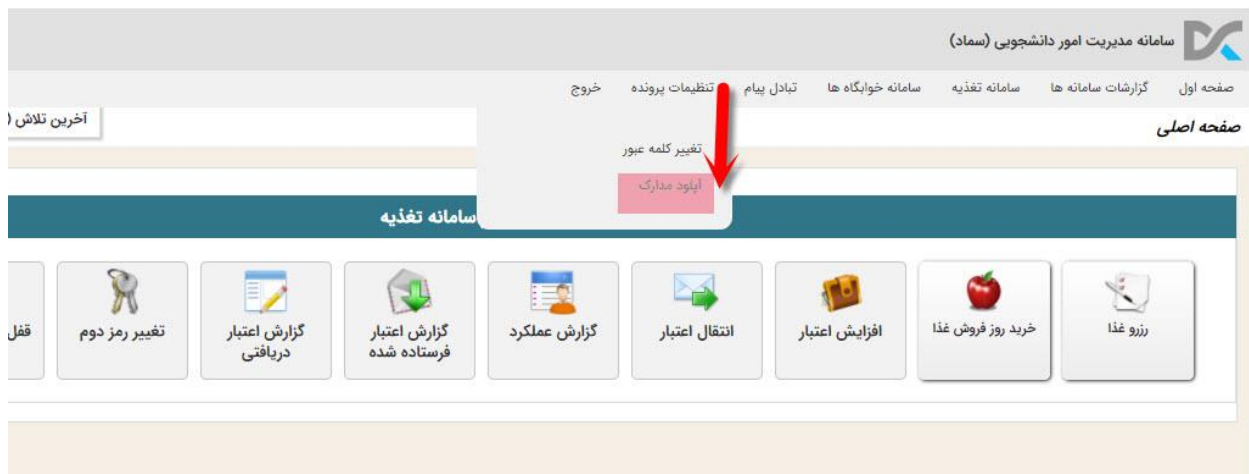 سامانه مدیریت امور دانشجویی (سماد)
صفحه اول گزارشات سامانه ها سامانه تغذیه سامانه خوابگاه ها تبادل پیام تنظیمات پرونده خروج
صفحه اصلی
آخرین تلاش (
تغییر کلمه عبور
آپلود مدارک
سامانه تغذیه
رزرو غذا
خرید روز فروش غذا
افزایش اعتبار
انتقال اعتبار
گزارش عملکرد
گزارش اعتبار
فرستاده شده
گزارش اعتبار
دریافتی
تغییر رمز دوم
قفل